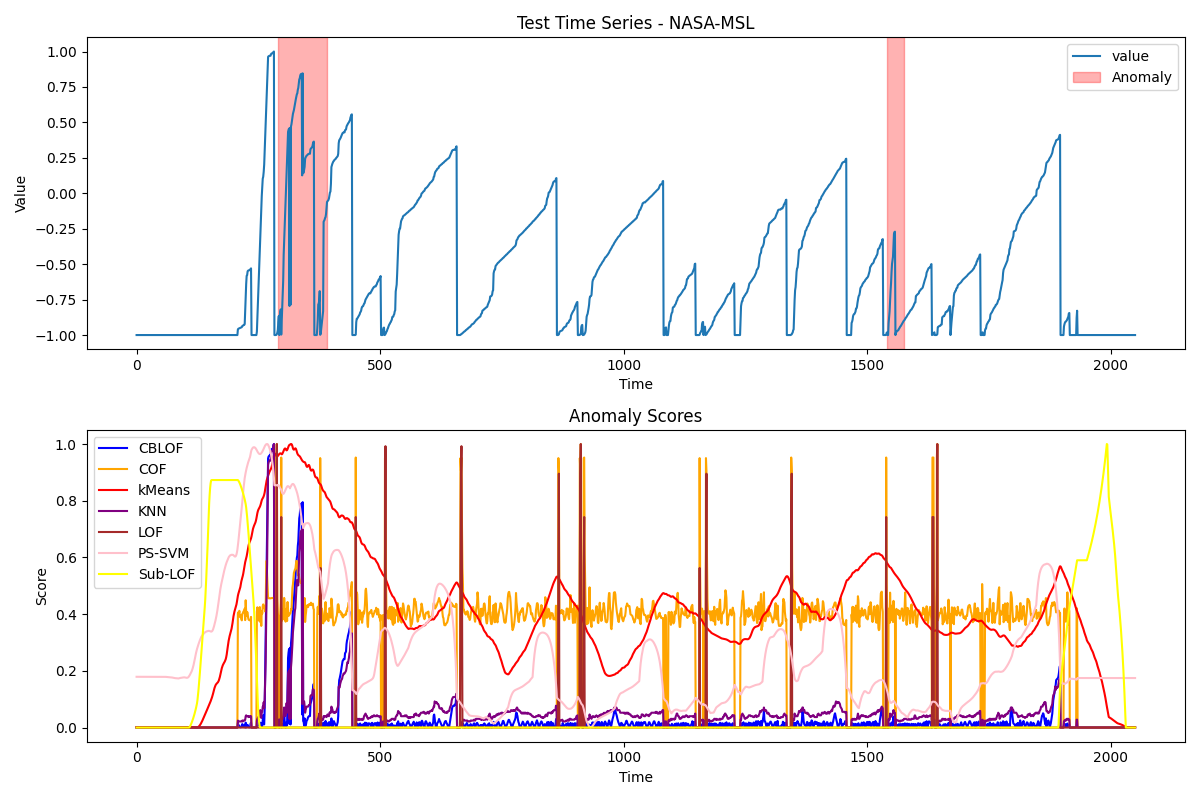 Test Time Series - NASA-MSL
1.00
0.75
0.50
0.25
0.00
−0.25
−0.50
−0.75
−1.00
Value
value
Anomaly
0
500
1000
1500
2000
Time
Anomaly Scores
1.0
0.8
0.6
0.4
0.2
0.0
Score
CBLOF
COF
kMeans
KNN
LOF
PS-SVM
Sub-LOF
0
500
1000
1500
2000
Time